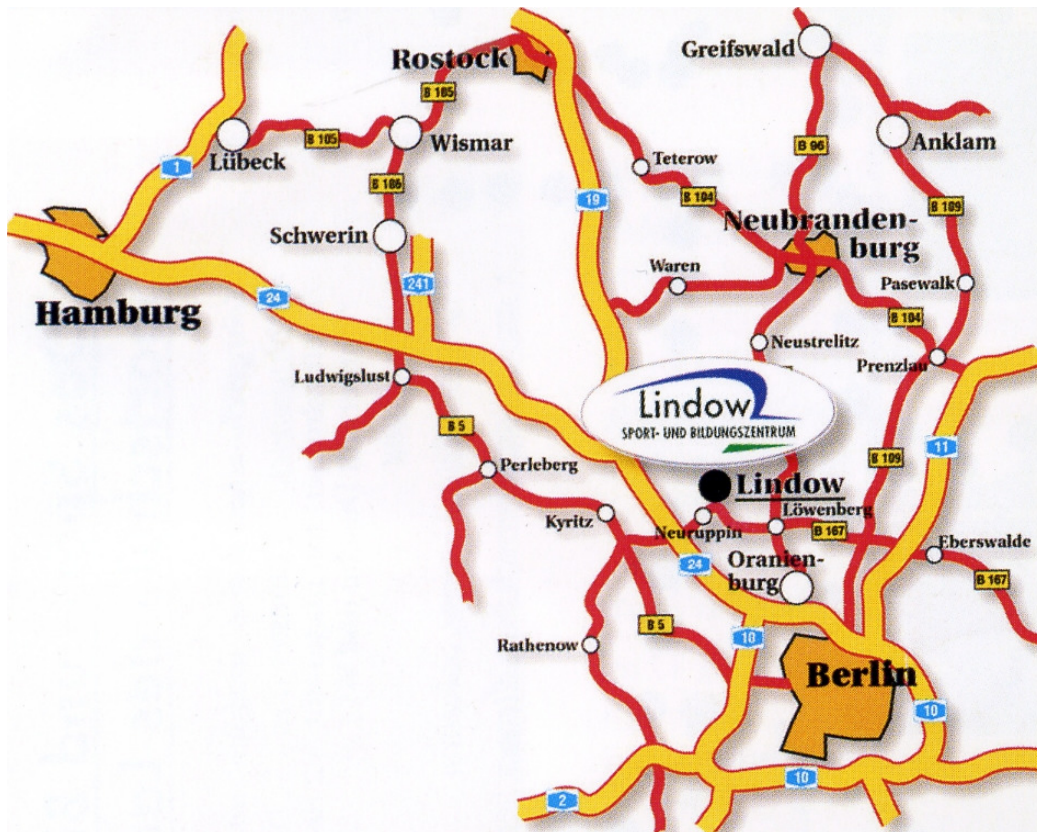 Rostock
Greifswald
B 105
Lübeck
B 105
Wismar
Anklam
B 96
1
Teterow
B 106
19
B 104
B 109
Schwerin
Neubranden-
burg
Waren
Pasewalk
Hamburg
24
241
B 104
Neustrelitz
Prenzlau
Ludwigslust
Lindow
SPORT- UND BILDUNGSZENTRUM
B 5
11
Perleberg
B 109
Lindow
Kyritz
Neuruppin
Löwenberg
B 167
Eberswalde
24
Oranien-
burg
B 167
Rathenow
B 5
10
Berlin
10
10
2